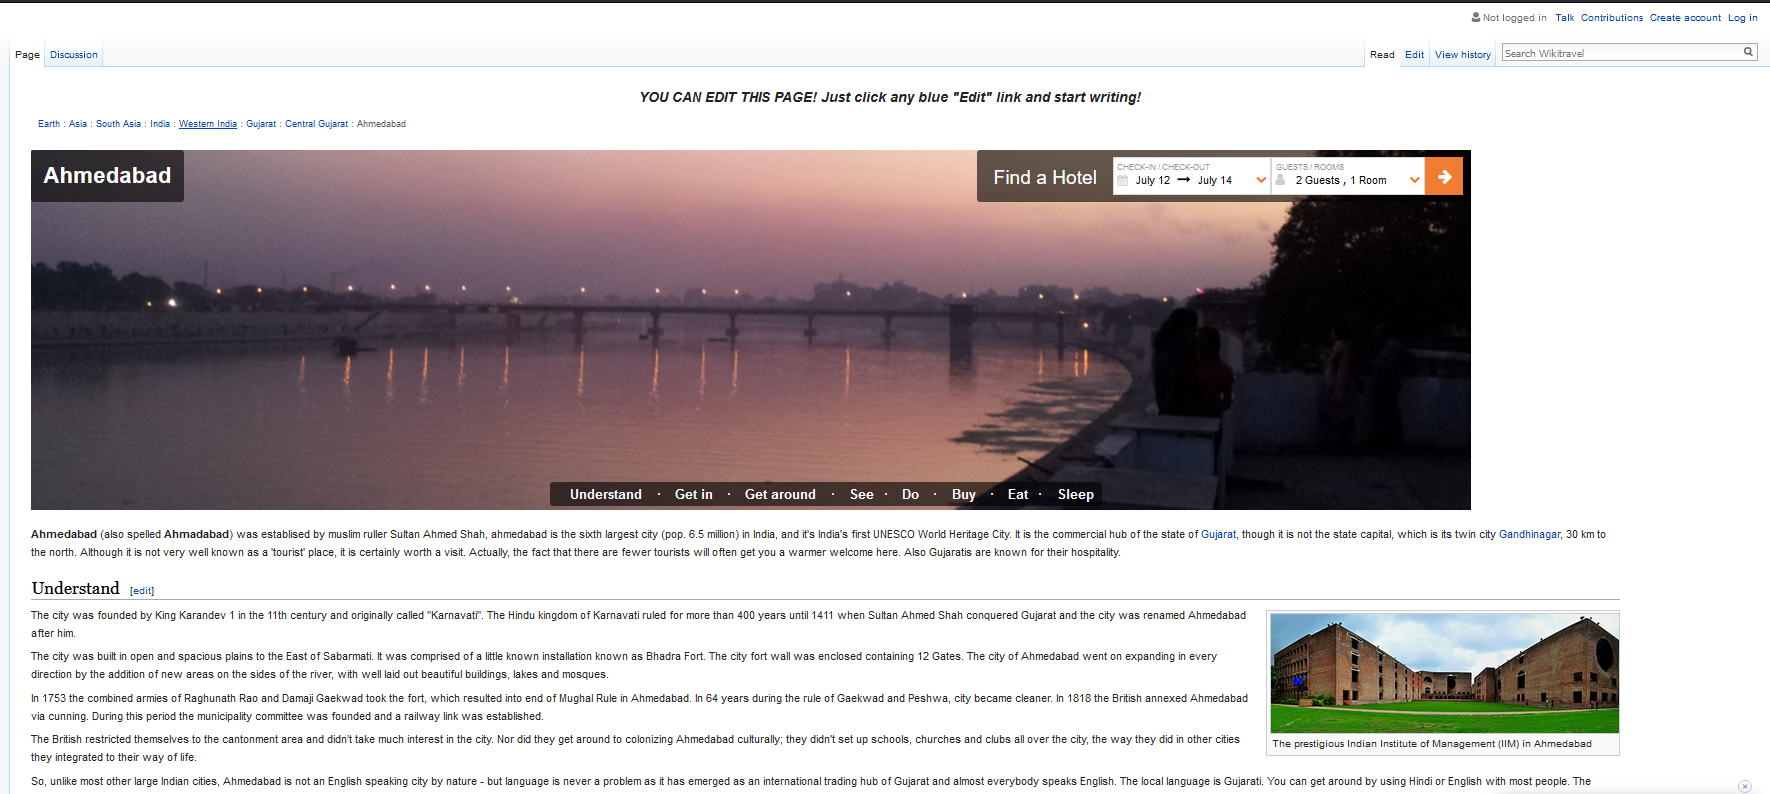 Not logged in Talk Contributions Create account Log in
Page Discussion Read Edit View history Search Wikitravel
YOU CAN EDIT THIS PAGE! Just click any blue "Edit" link and start writing!
Earth : Asia : South Asia : India : Western India : Gujarat : Central Gujarat : Ahmedabad
Ahmedabad
Find a Hotel
CHECK-IN / CHECK-OUT
July 12 → July 14
GUESTS / ROOMS
2 Guests , 1 Room
Understand · Get in · Get around · See · Do · Buy · Eat · Sleep
Ahmedabad (also spelled Ahmadabad) was establised by muslim ruller Sultan Ahmed Shah, ahmedabad is the sixth largest city (pop. 6.5 million) in India, and it's India's first UNESCO World Heritage City. It is the commercial hub of the state of Gujarat, though it is not the state capital, which is its twin city Gandhinagar, 30 km to
the north. Although it is not very well known as a 'tourist' place, it is certainly worth a visit. Actually, the fact that there are fewer tourists will often get you a warmer welcome here. Also Gujaratis are known for their hospitality.
Understand [edit]
The city was founded by King Karandev 1 in the 11th century and originally called "Karnavati". The Hindu kingdom of Karnavati ruled for more than 400 years until 1411 when Sultan Ahmed Shah conquered Gujarat and the city was renamed Ahmedabad
after him.
The city was built in open and spacious plains to the East of Sabarmati. It was comprised of a little known installation known as Bhadra Fort. The city fort wall was enclosed containing 12 Gates. The city of Ahmedabad went on expanding in every
direction by the addition of new areas on the sides of the river, with well laid out beautiful buildings, lakes and mosques.
In 1753 the combined armies of Raghunath Rao and Damaji Gaekwad took the fort, which resulted into end of Mughal Rule in Ahmedabad. In 64 years during the rule of Gaekwad and Peshwa, city became cleaner. In 1818 the British annexed Ahmedabad
via cunning. During this period the municipality committee was founded and a railway link was established.
The British restricted themselves to the cantonment area and didn't take much interest in the city. Nor did they get around to colonizing Ahmedabad culturally; they didn't set up schools, churches and clubs all over the city, the way they did in other cities
they integrated to their way of life.
The prestigious Indian Institute of Management (IIM) in Ahmedabad
So, unlike most other large Indian cities, Ahmedabad is not an English speaking city by nature - but language is never a problem as it has emerged as an international trading hub of Gujarat and almost everybody speaks English. The local language is Gujarati. You can get around by using Hindi or English with most people. The